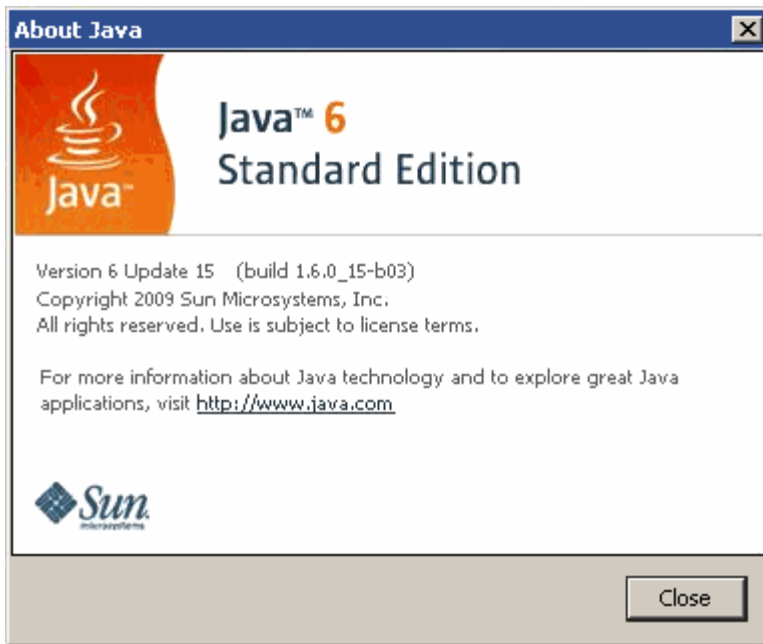 About Java
Java™
Java™ 6
Standard Edition
Version 6 Update 15 (build 1.6.0_15-b03)
Copyright 2009 Sun Microsystems, Inc.
All rights reserved. Use is subject to license terms.
For more information about Java technology and to explore great Java
applications, visit http://www.java.com
Sun
microsystems
Close